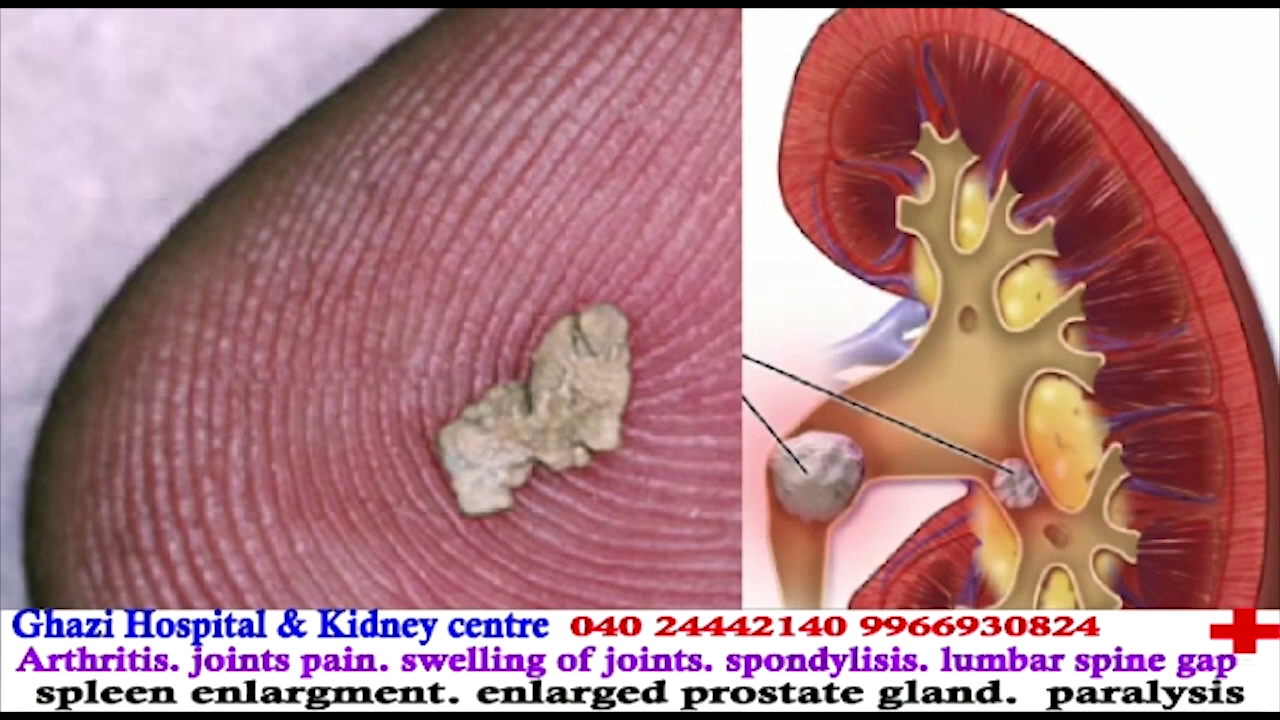 Ghazi Hospital & Kidney centre 040 24442140 9966930824
Arthritis. joints pain. swelling of joints. spondylisis. lumbar spine gap
spleen enlargment. enlarged prostate gland. paralysis